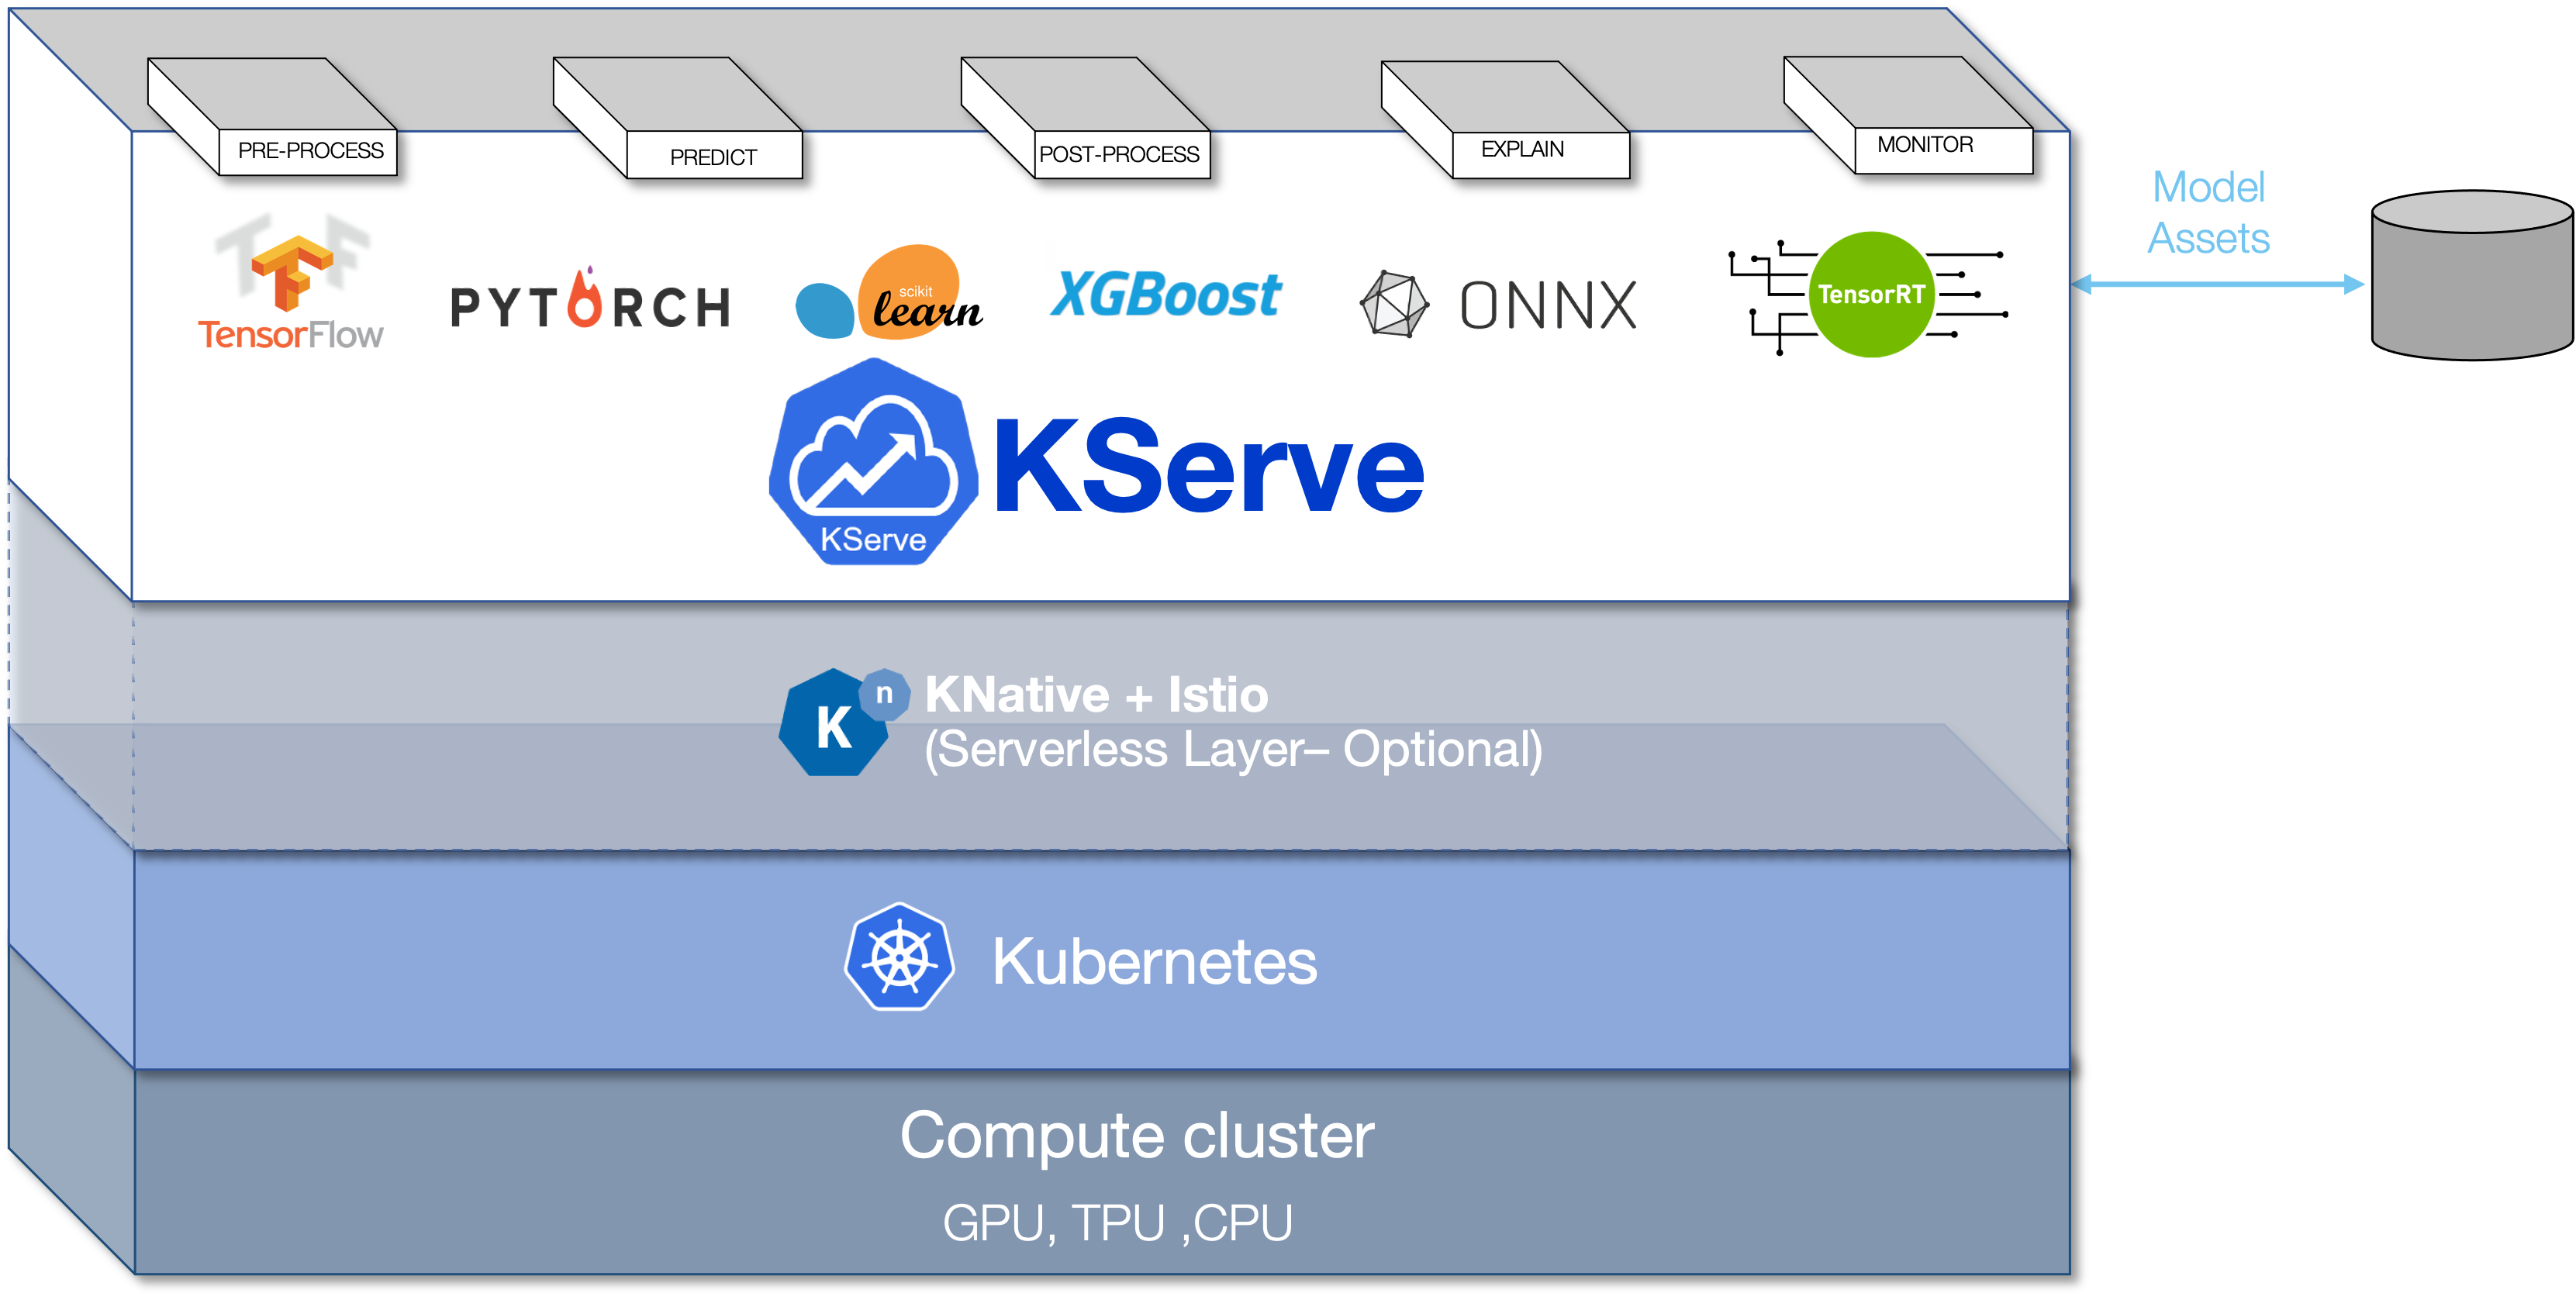 PRE-PROCESS
PREDICT
POST-PROCESS
EXPLAIN
MONITOR
Model
Assets
TF
TensorFlow
PYTORCH
scikit
learn
XGBoost
ONNX
TensorRT
KServe
KServe
K n
KNative + Istio
(Serverless Layer– Optional)
Kubernetes
Compute cluster
GPU, TPU ,CPU